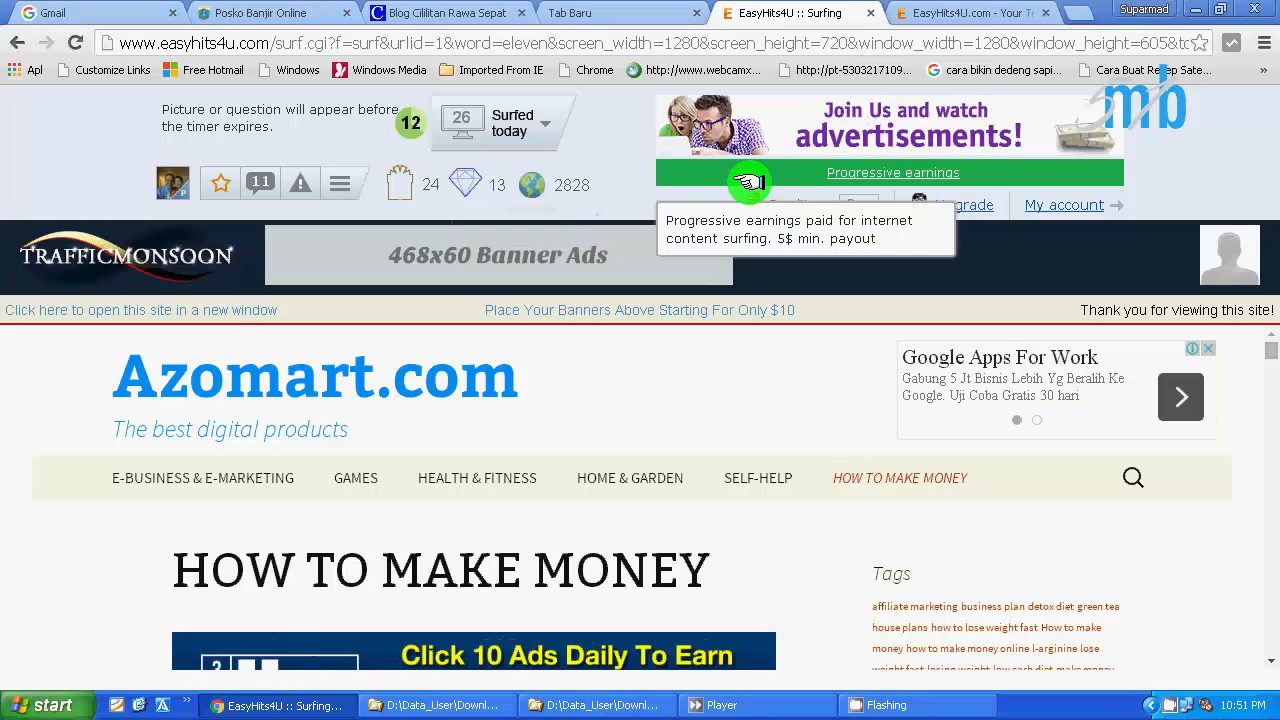 Gmail
Posko Banjir Online
Blog Cililitan Rawa Sepat
Tab Baru
EasyHits4U :: Surfing
EasyHits4U.com - Your T
Suparmad
www.easyhits4u.com/surf.cgi?f=surf&urlid=1&word=eleven&screen_width=1280&screen_height=720&window_width=1280&window_height=605&tc
Apl
Customize Links
Free Hotmail
Windows
Windows Media
Imported From IE
Chrome
http://www.webcamx...
http://pt-5303217109...
cara bikin dedeng sapi...
Cara Buat Resep Sate...
»
Picture or question will appear before
the timer expires.
12
26
Surfed
today
Join Us and watch
advertisements!
mb
Progressive earnings
11
24
13
2828
My account
Progressive earnings paid for internet
content surfing. 5$ min. payout
TRAFFICMONSOON
468x60 Banner Ads
Click here to open this site in a new window
Place Your Banners Above Starting For Only $10
Thank you for viewing this site!
Azomart.com
The best digital products
Google Apps For Work
Gabung 5 Jt Bisnis Lebih Yg Beralih Ke
Google. Uji Coba Gratis 30 hari
E-BUSINESS & E-MARKETING
GAMES
HEALTH & FITNESS
HOME & GARDEN
SELF-HELP
HOW TO MAKE MONEY
HOW TO MAKE MONEY
Tags
affiliate marketing business plan detox diet green tea
house plans how to lose weight fast How to make
money how to make money online l-arginine lose
weight fast losing weight low carb diet make money
Click 10 Ads Daily To Earn
start
EasyHits4U :: Surfing...
D:\Data_User\Downl...
D:\Data_User\Downl...
Player
Flashing
10:51 PM